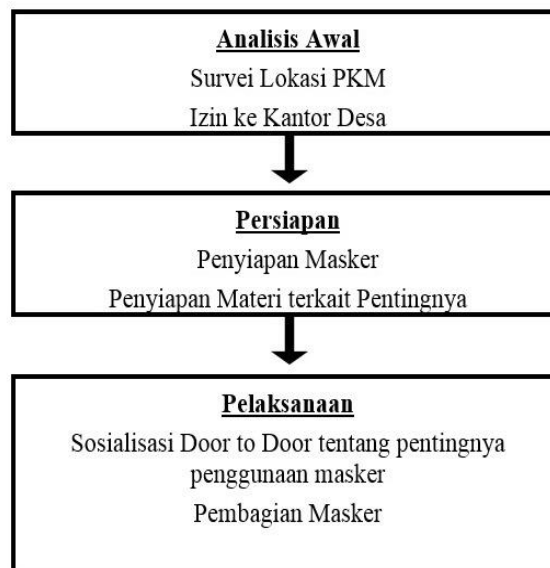 Analisis Awal
Survei Lokasi PKM
Izin ke Kantor Desa
Persiapan
Penyiapan Masker
Penyiapan Materi terkait Pentingnya
Pelaksanaan
Sosialisasi Door to Door tentang pentingnya
penggunaan masker
Pembagian Masker